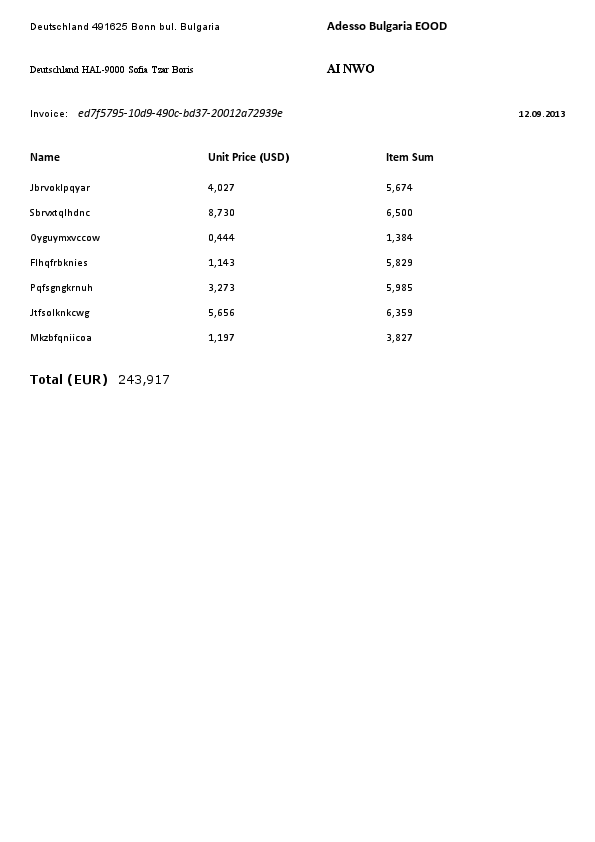 Deutschland 491625 Bonn bul. Bulgaria Adesso Bulgaria EOOD
Deutschland HAL-9000 Sofia Tzar Boris AI NWO
Invoice: ed7f5795-10d9-490c-bd37-20012a72939e 12.09.2013
Name Unit Price (USD) Item Sum
Jbrvoklpqyar 4,027 5,674
Sbrvxtqlhdnc 8,730 6,500
Oyguymxvccow 0,444 1,384
Flhqfrbknies 1,143 5,829
Pqfsgngkrnuh 3,273 5,985
Jtfsolknkcwg 5,656 6,359
Mkzbfqniicoa 1,197 3,827
Total (EUR) 243,917